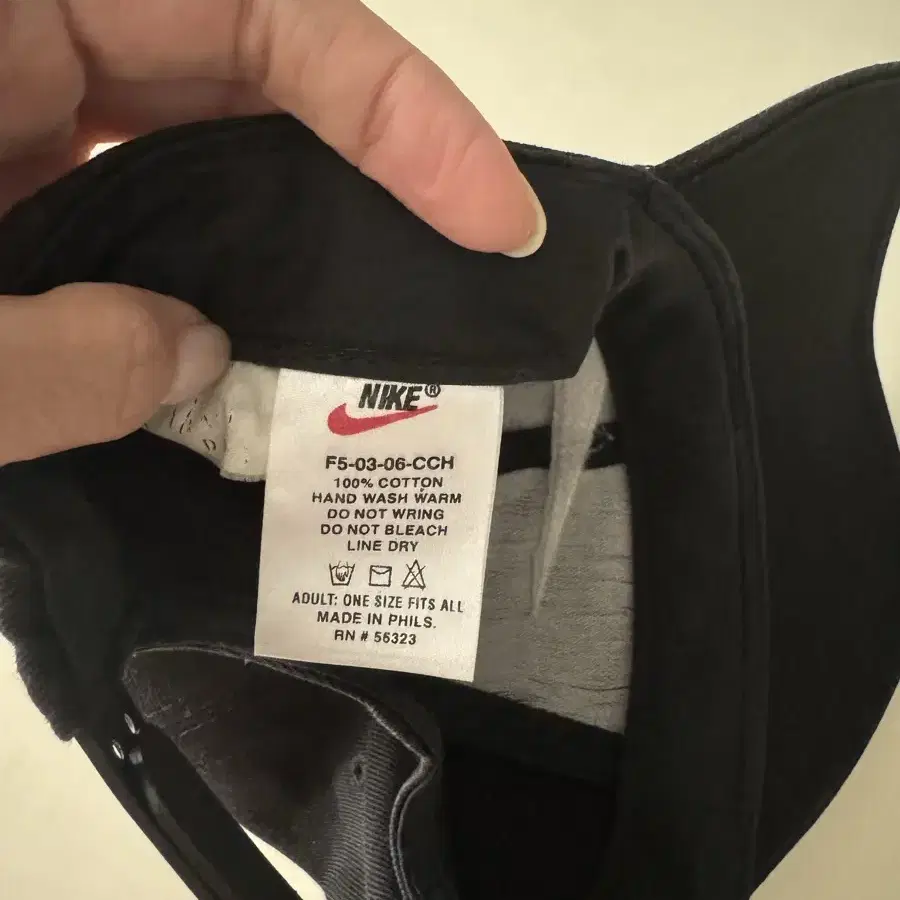 NIKE®
F5-03-06-CCH
100% COTTON
HAND WASH WARM
DO NOT WRING
DO NOT BLEACH
LINE DRY
ADULT: ONE SIZE FITS ALL
MADE IN PHILS.
RN # 56323